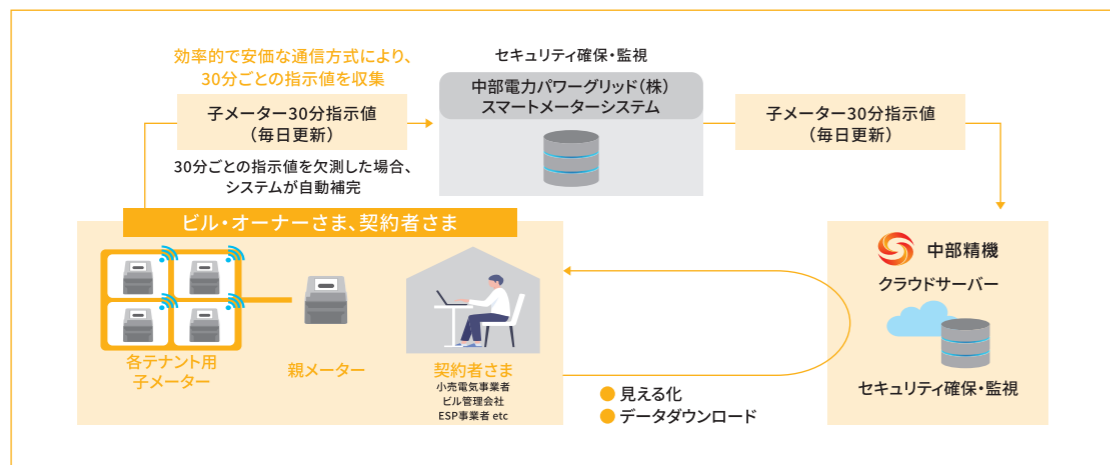 効率的で安価な通信方式により、
30分ごとの指示値を収集
子メーター30分指示値
（毎日更新）
30分ごとの指示値を欠測した場合、
システムが自動補完
セキュリティ確保・監視
中部電力パワーグリッド（株）
スマートメーターシステム
子メーター30分指示値
（毎日更新）
ビル・オーナーさま、契約者さま
各テナント用
子メーター
親メーター
契約者さま
小売電気事業者
ビル管理会社
ESP事業者 etc
見える化
データダウンロード
中部精機
クラウドサーバー
セキュリティ確保・監視